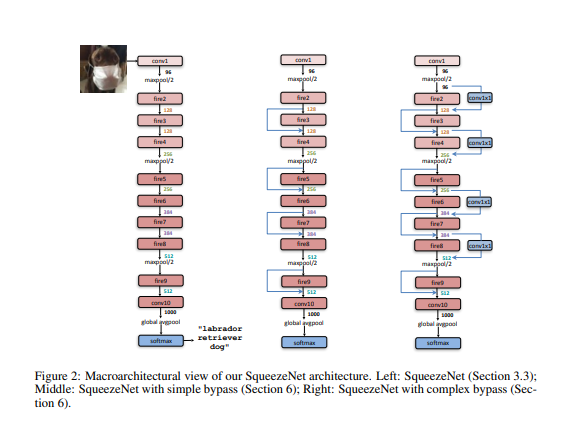 conv1
96
maxpool/2
fire2
128
fire3
128
fire4
256
maxpool/2
fire5
256
fire6
384
fire7
384
fire8
512
maxpool/2
fire9
512
conv10
1000
global avgpool
softmax
"labrador
retriever
dog"
conv1
96
maxpool/2
fire2
128
fire3
128
fire4
256
maxpool/2
fire5
256
fire6
384
fire7
384
fire8
512
maxpool/2
fire9
512
conv10
1000
global avgpool
softmax
conv1
96
maxpool/2
96
fire2
conv1x1
128
fire3
128
fire4
conv1x1
256
maxpool/2
fire5
256
fire6
conv1x1
384
fire7
384
fire8
conv1x1
512
maxpool/2
fire9
512
conv10
1000
global avgpool
softmax
Figure 2: Macroarchitectural view of our SqueezeNet architecture. Left: SqueezeNet (Section 3.3);
Middle: SqueezeNet with simple bypass (Section 6); Right: SqueezeNet with complex bypass (Sec-
tion 6).